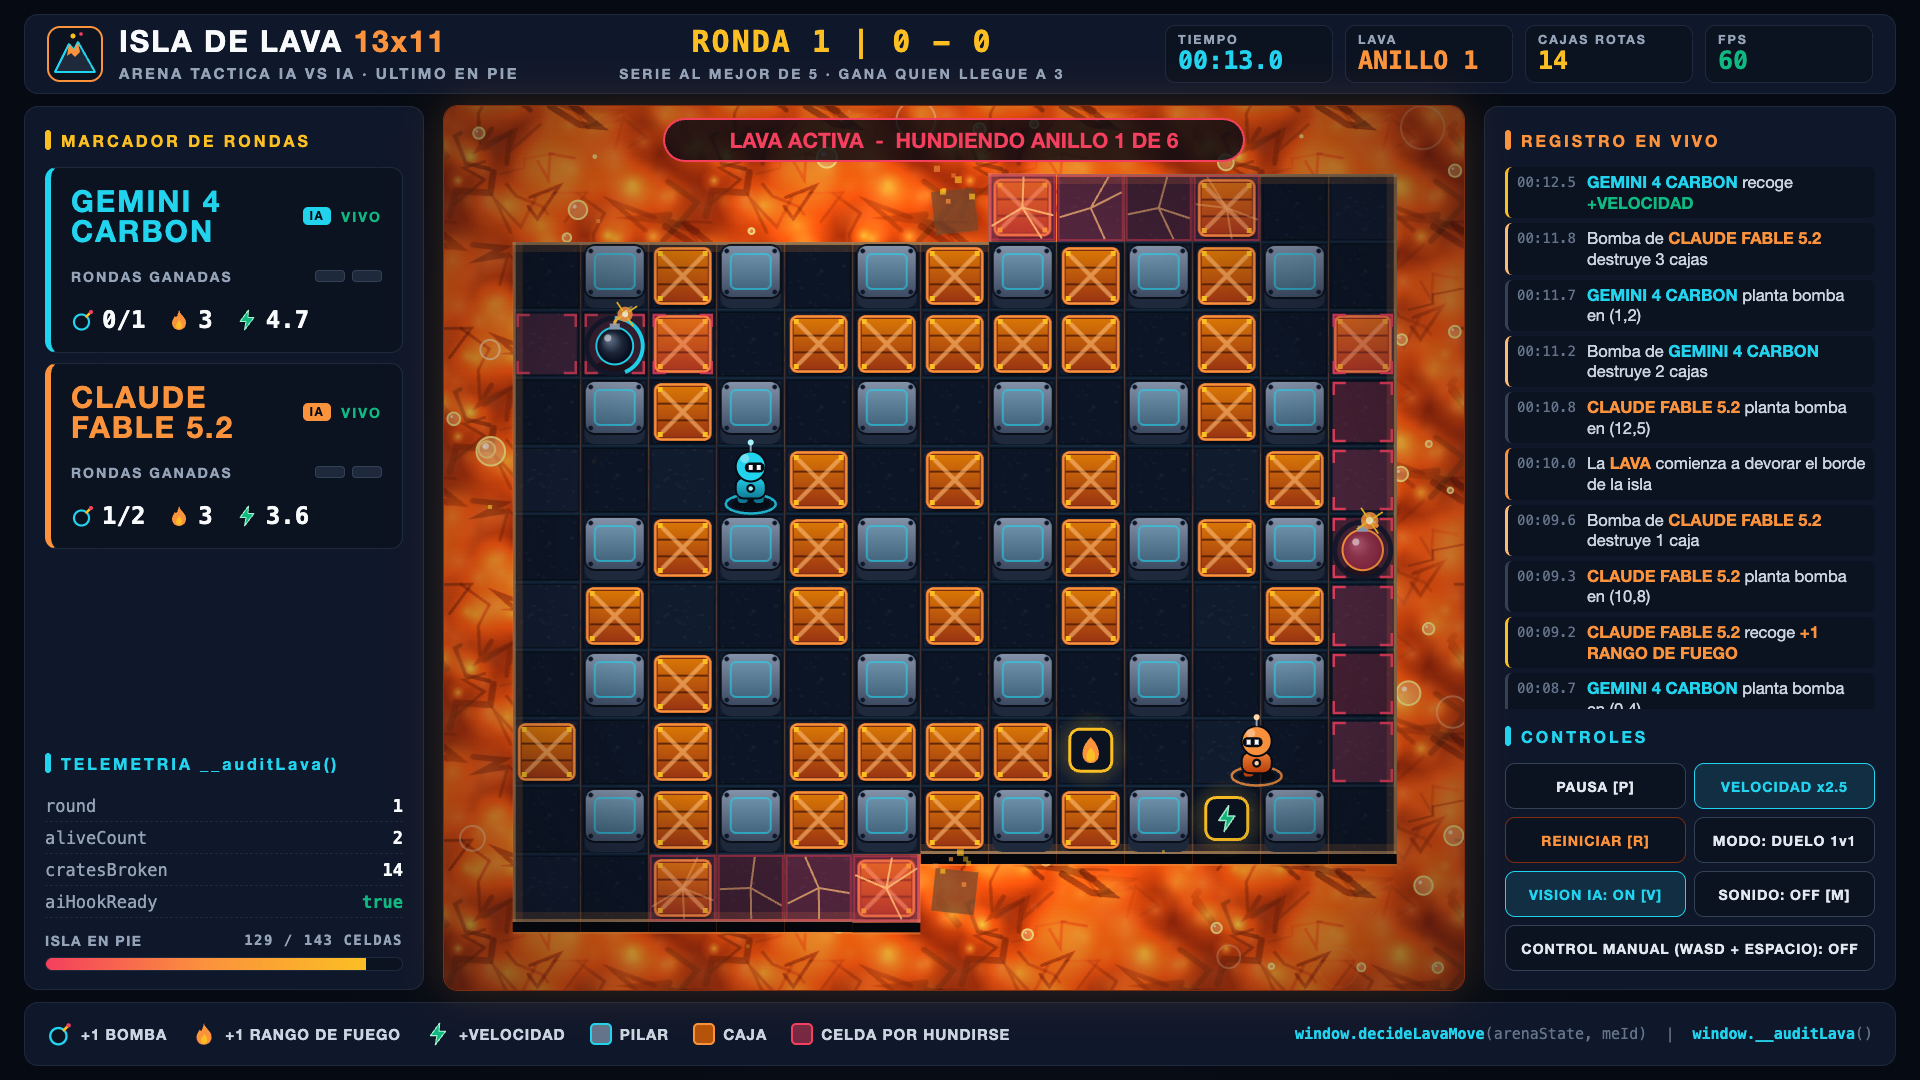 ISLA DE LAVA 13x11
ARENA TACTICA IA VS IA · ULTIMO EN PIE
RONDA 1 | 0 – 0
SERIE AL MEJOR DE 5 · GANA QUIEN LLEGUE A 3
TIEMPO
00:13.0
LAVA
ANILLO 1
CAJAS ROTAS
14
FPS
60
MARCADOR DE RONDAS
GEMINI 4
CARBON
IA VIVO
RONDAS GANADAS
0/1 3 4.7
CLAUDE
FABLE 5.2
IA VIVO
RONDAS GANADAS
1/2 3 3.6
TELEMETRIA __auditLava()
round 1
aliveCount 2
cratesBroken 14
aiHookReady true
ISLA EN PIE 129 / 143 CELDAS
LAVA ACTIVA - HUNDIENDO ANILLO 1 DE 6
REGISTRO EN VIVO
00:12.5 GEMINI 4 CARBON recoge
+VELOCIDAD
00:11.8 Bomba de CLAUDE FABLE 5.2
destruye 3 cajas
00:11.7 GEMINI 4 CARBON planta bomba
en (1,2)
00:11.2 Bomba de GEMINI 4 CARBON
destruye 2 cajas
00:10.8 CLAUDE FABLE 5.2 planta bomba
en (12,5)
00:10.0 La LAVA comienza a devorar el borde
de la isla
00:09.6 Bomba de CLAUDE FABLE 5.2
destruye 1 caja
00:09.3 CLAUDE FABLE 5.2 planta bomba
en (10,8)
00:09.2 CLAUDE FABLE 5.2 recoge +1
RANGO DE FUEGO
00:08.7 GEMINI 4 CARBON planta bomba
en (0,4)
CONTROLES
PAUSA [P]
VELOCIDAD x2.5
REINICIAR [R]
MODO: DUELO 1v1
VISION IA: ON [V]
SONIDO: OFF [M]
CONTROL MANUAL (WASD + ESPACIO): OFF
+1 BOMBA
+1 RANGO DE FUEGO
+VELOCIDAD
PILAR
CAJA
CELDA POR HUNDIRSE
window.decideLavaMove(arenaState, meId) | window.__auditLava()